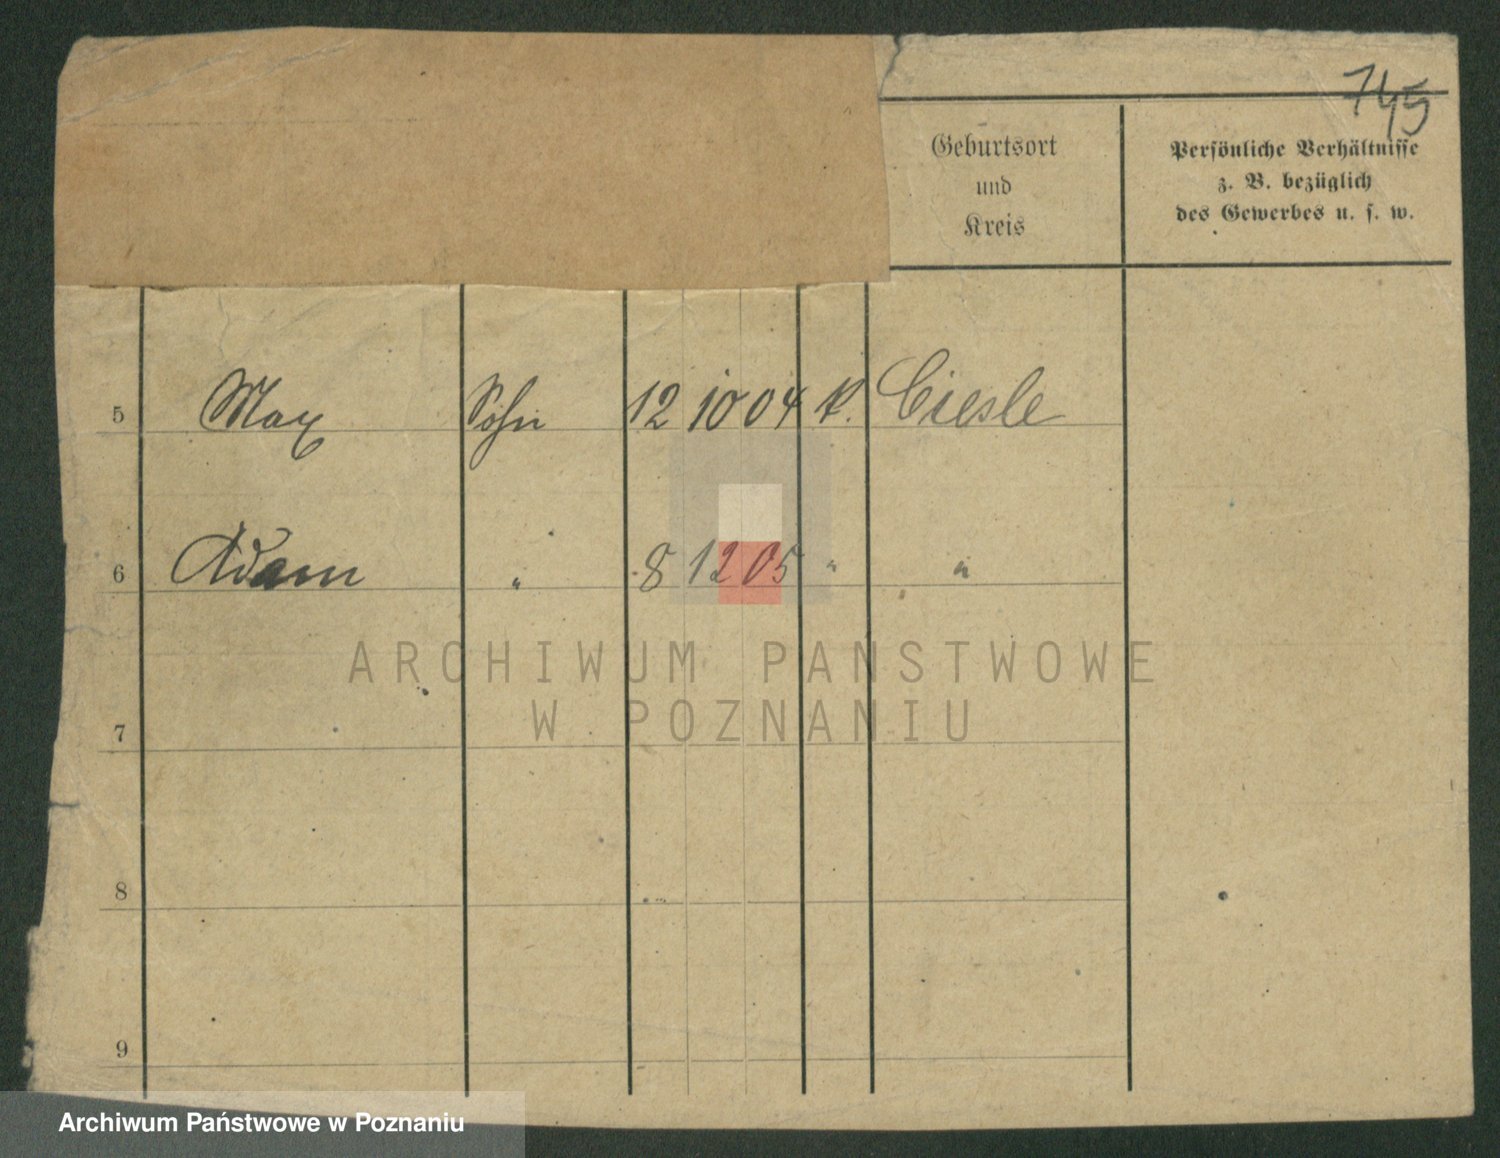 745
Geburtsort
und
Kreis
Persönliche Verhältnisse
z. B. bezüglich
des Gewerbes u. s. w.
5 Max Sohn 12 10 04 k. Ciesle
6 Adam " 8 12 05 " "
ARCHIWUM PAŃSTWOWE
W POZNANIU
7
8
9
Archiwum Państwowe w Poznaniu